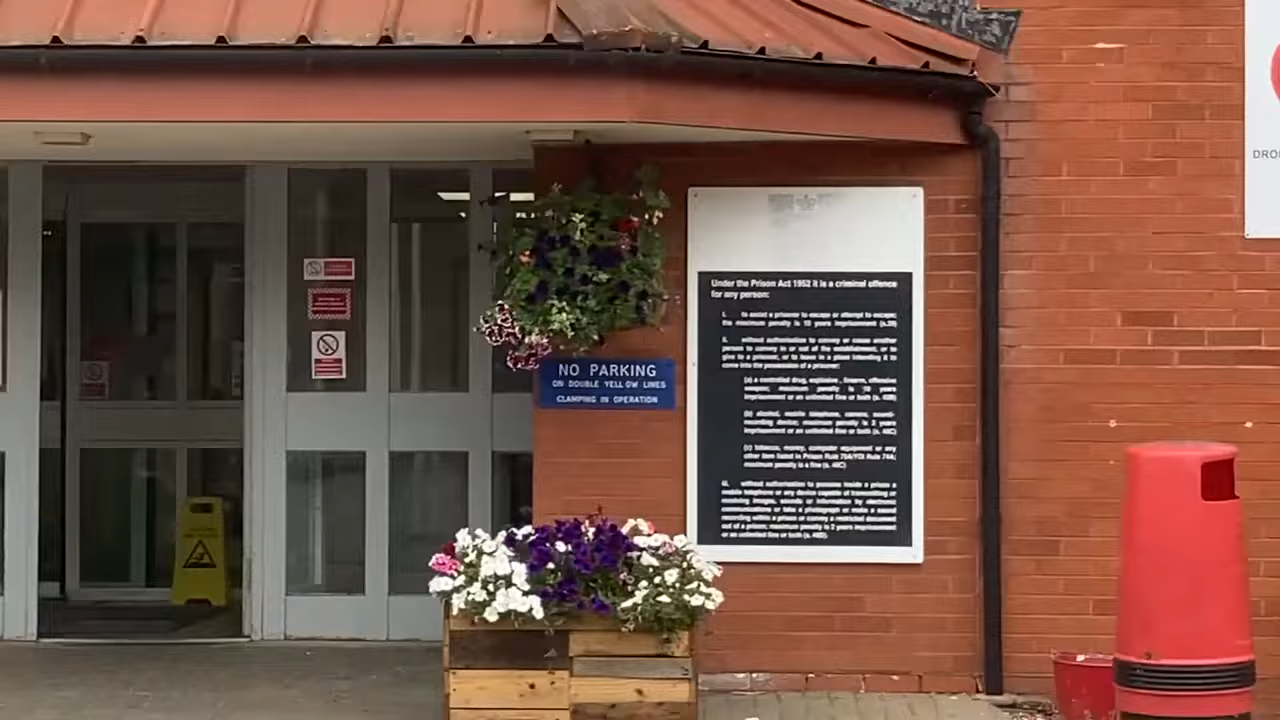 NO PARKING
ON DOUBLE YELLOW LINES
CLAMPING IN OPERATION
Under the Prison Act 1952 it is a criminal offence
for any person:
i. to assist a prisoner to escape or attempt to escape;
the maximum penalty is 10 years imprisonment (s.39)
ii. without authorisation to convey or cause another
person to convey in or out of the establishment, or to
give to a prisoner, or to leave in a place intending it to
come into the possession of a prisoner:
(a) a controlled drug, explosive, firearm, offensive
weapon; maximum penalty is 10 years
imprisonment or an unlimited fine or both (s. 40B)
(b) alcohol, mobile telephone, camera, sound-
recording device; maximum penalty is 2 years
imprisonment or an unlimited fine or both (s. 40C)
(c) tobacco, money, computer equipment or any
other item listed in Prison Rule 70A/YOI Rule 74A;
maximum penalty is a fine (s. 40C)
iii. without authorisation to possess inside a prison a
mobile telephone or any device capable of transmitting or
receiving images, sounds or information by electronic
communications or take a photograph or make a sound
recording within a prison or convey a restricted document
out of a prison; maximum penalty is 2 years imprisonment
or an unlimited fine or both (s. 40D).
DRO